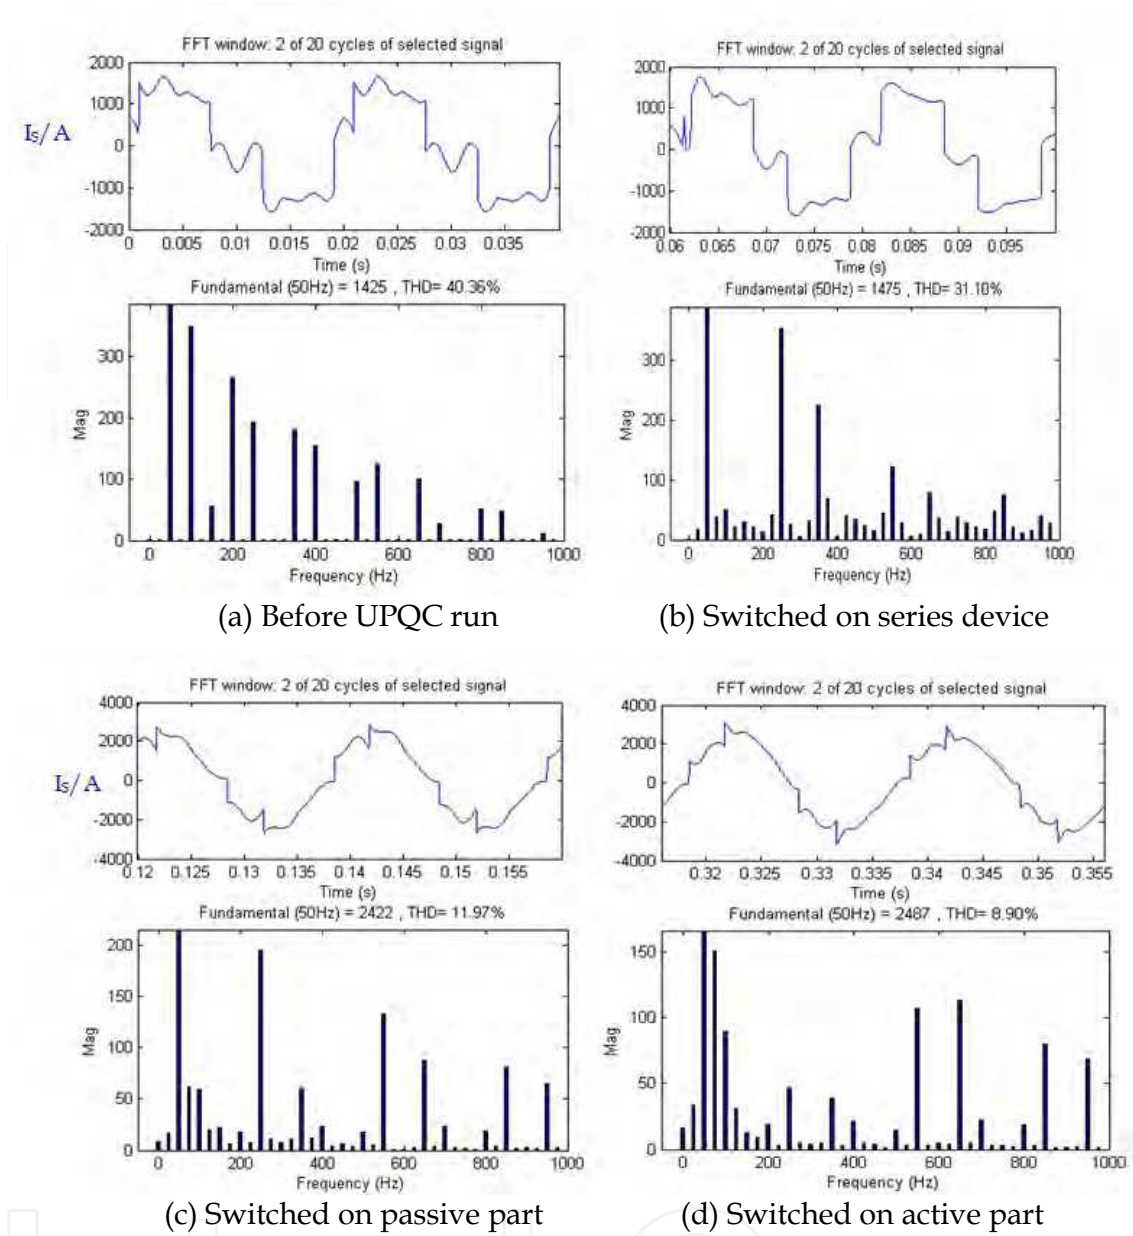 FFT window: 2 of 20 cycles of selected signal
2000
1000
0
-1000
-2000
Is/A
0 0.005 0.01 0.015 0.02 0.025 0.03 0.035
Time (s)
Fundamental (50Hz) = 1425 , THD= 40.36%
300
200
100
0
Mag
0 200 400 600 800 1000
Frequency (Hz)
(a) Before UPQC run
FFT window: 2 of 20 cycles of selected signal
2000
1000
0
-1000
-2000
0.06 0.065 0.07 0.075 0.08 0.085 0.09 0.095
Time (s)
Fundamental (50Hz) = 1475 , THD= 31.10%
300
200
100
0
Mag
0 200 400 600 800 1000
Frequency (Hz)
(b) Switched on series device
FFT window: 2 of 20 cycles of selected signal
4000
2000
0
-2000
-4000
Is/A
0.12 0.125 0.13 0.135 0.14 0.145 0.15 0.155
Time (s)
Fundamental (50Hz) = 2422 , THD= 11.97%
200
150
100
50
0
Mag
0 200 400 600 800 1000
Frequency (Hz)
(c) Switched on passive part
FFT window: 2 of 20 cycles of selected signal
4000
2000
0
-2000
-4000
0.32 0.325 0.33 0.335 0.34 0.345 0.35 0.355
Time (s)
Fundamental (50Hz) = 2487 , THD= 8.90%
150
100
50
0
Mag
0 200 400 600 800 1000
Frequency (Hz)
(d) Switched on active part